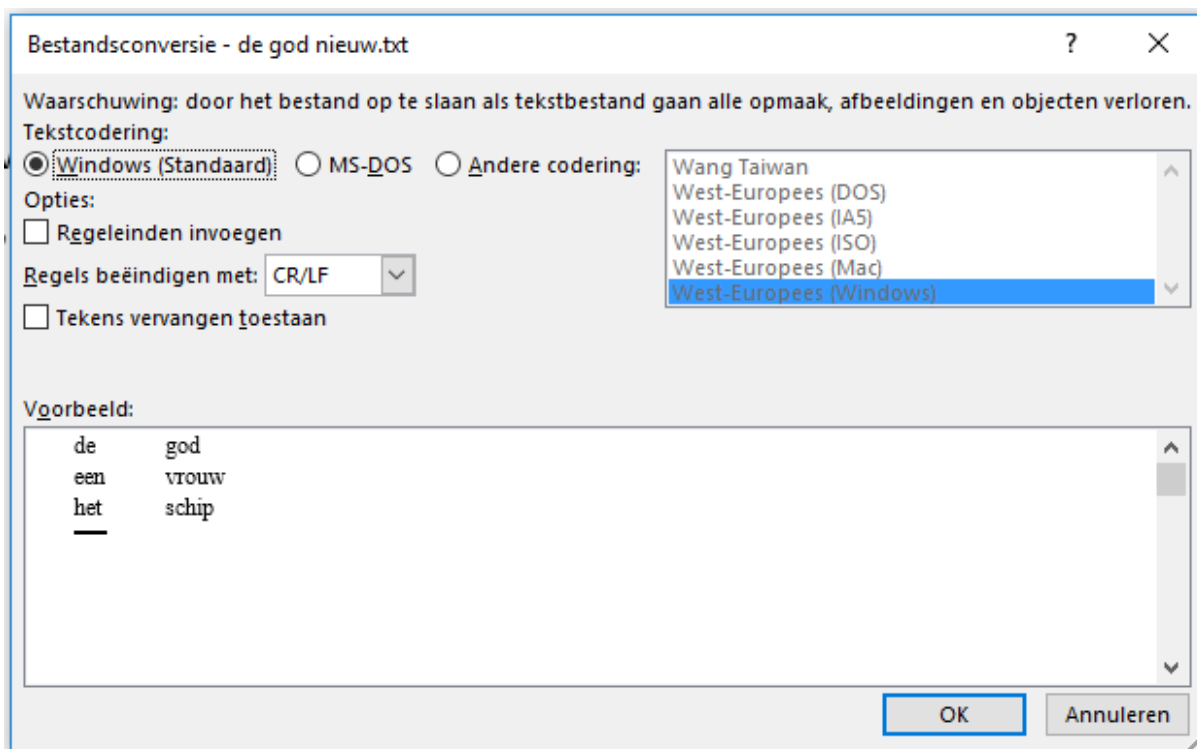 Bestandsconversie - de god nieuw.txt ?
Waarschuwing: door het bestand op te slaan als tekstbestand gaan alle opmaak, afbeeldingen en objecten verloren.
Tekstcodering:
Windows (Standaard) MS-DOS Andere codering:
Wang Taiwan
West-Europees (DOS)
West-Europees (IA5)
West-Europees (ISO)
West-Europees (Mac)
West-Europees (Windows)
Opties:
Regeleinden invoegen
Regels beëindigen met: CR/LF
Tekens vervangen toestaan
Voorbeeld:
de god
een vrouw
het schip
OK Annuleren